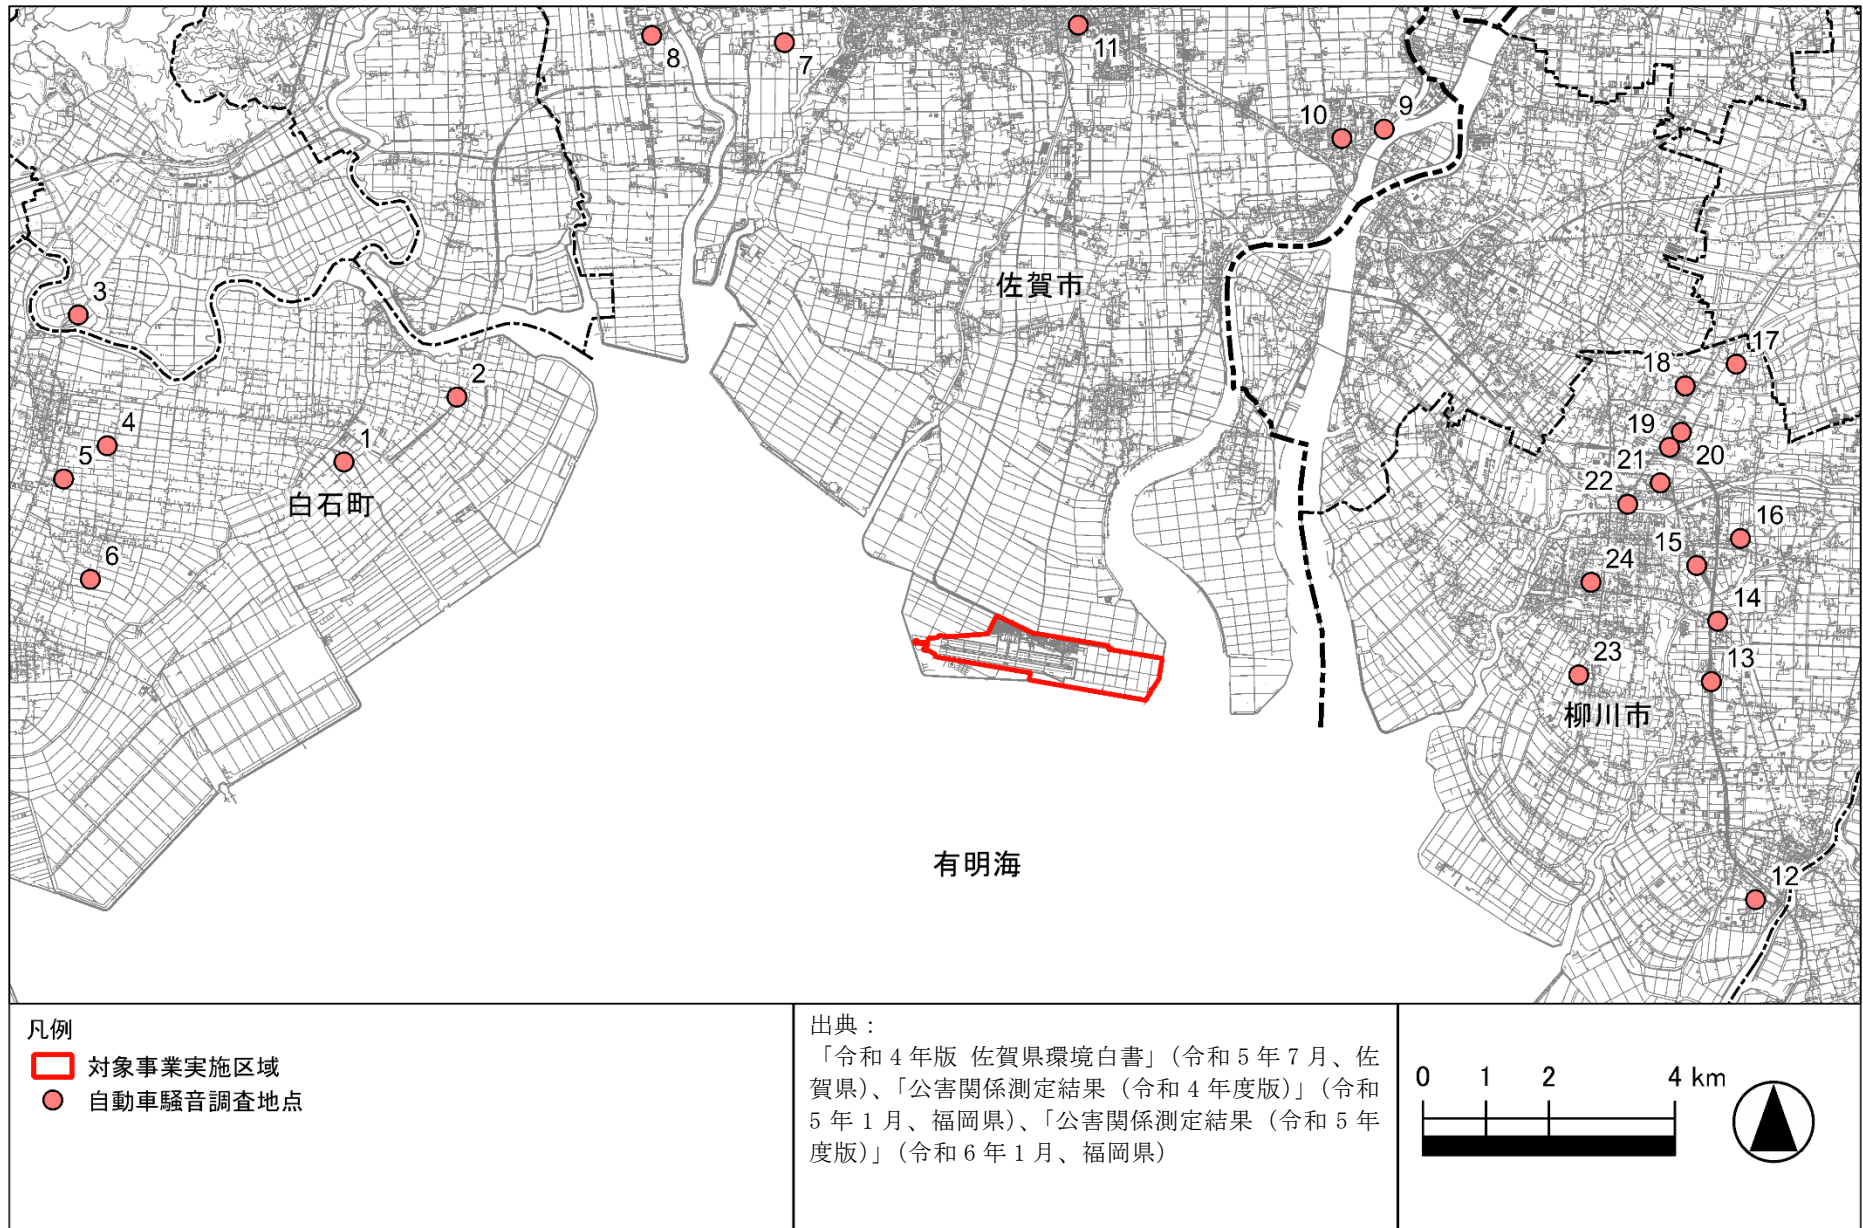 8
7
11
10
9
佐賀市
3
2
17
18
4
1
19
5
20
21
22
白石町
16
15
6
24
14
23
13
柳川市
有明海
12
凡例
対象事業実施区域
自動車騒音調査地点
出典：
「令和４年版 佐賀県環境白書」（令和５年７月、佐
賀県）、「公害関係測定結果（令和４年度版）」（令和
５年１月、福岡県）、「公害関係測定結果（令和５年
度版）」（令和６年１月、福岡県）
0 1 2 4 km